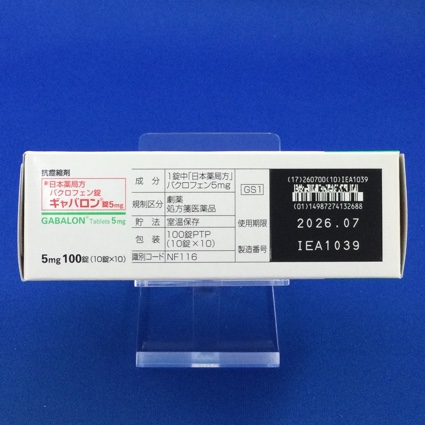 抗痙縮剤
日本薬局方
バクロフェン錠
ギャバロン®錠5mg
GABALON® Tablets 5mg
5mg 100錠 (10錠×10)
成分 1錠中「日本薬局方」
バクロフェン5mg
規制区分 劇薬
処方箋医薬品
貯法 室温保存
包装 100錠PTP
(10錠×10)
識別コード NF116
GS1
使用期限
製造番号
(17)260700(10)IEA1039
(01)14987274132688
2026.07
IEA1039